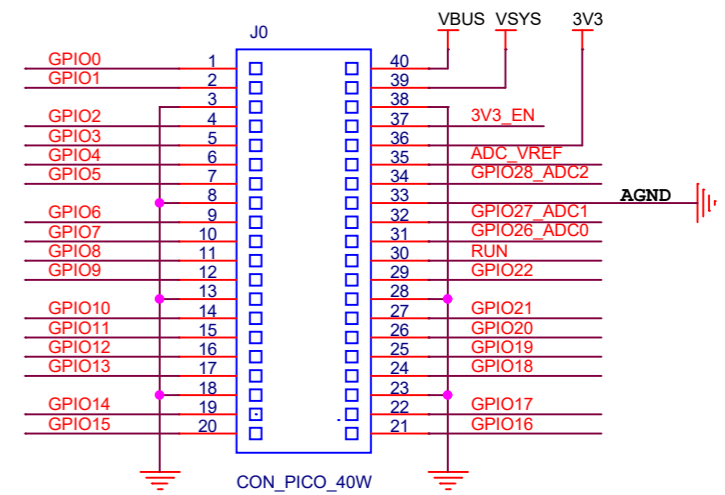 VBUS VSYS 3V3
J0
GPIO0 1 40
GPIO1 2 39
3 38
GPIO2 4 37 3V3_EN
GPIO3 5 36
GPIO4 6 35 ADC_VREF
GPIO5 7 34 GPIO28_ADC2
8 33 AGND
GPIO6 9 32 GPIO27_ADC1
GPIO7 10 31 GPIO26_ADC0
GPIO8 11 30 RUN
GPIO9 12 29 GPIO22
13 28
GPIO10 14 27 GPIO21
GPIO11 15 26 GPIO20
GPIO12 16 25 GPIO19
GPIO13 17 24 GPIO18
18 23
GPIO14 19 22 GPIO17
GPIO15 20 21 GPIO16
CON_PICO_40W